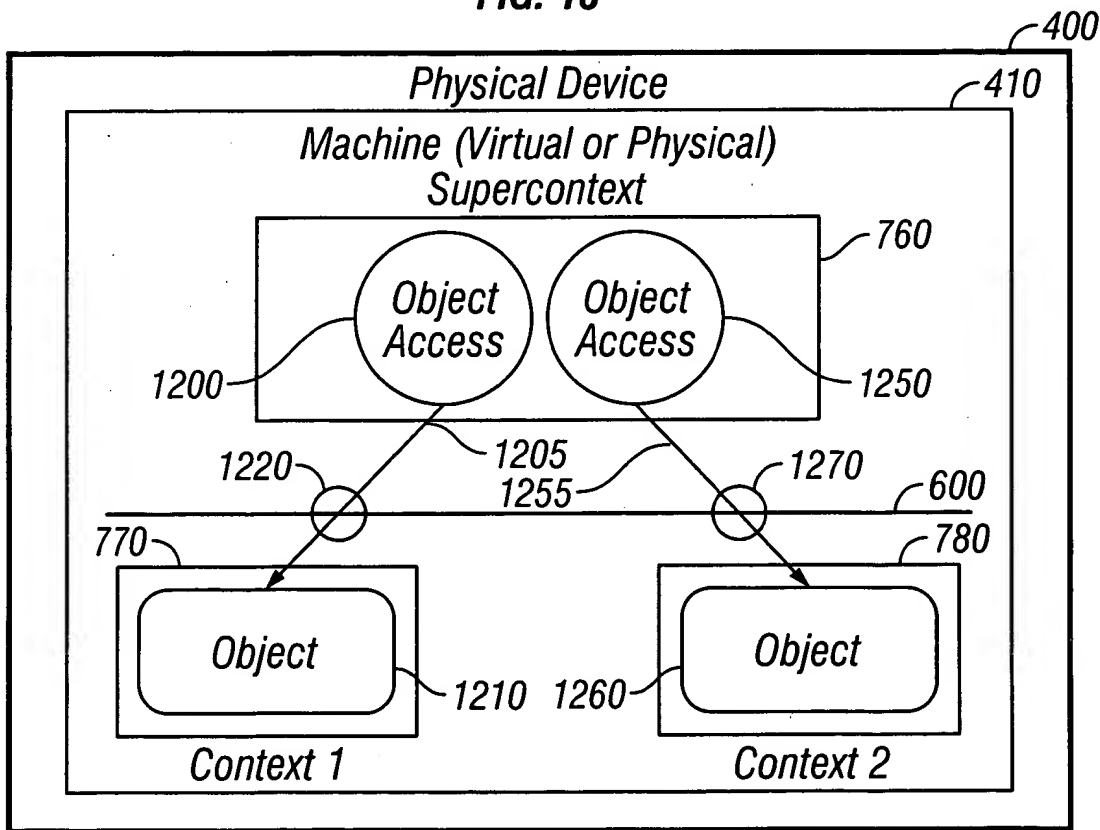 FIG.
400
Physical Device
410
Machine (Virtual or Physical)
Supercontext
760
Object
Access
Object
Access
1200
1250
1205
1220
1255
1270
600
770
780
Object
Object
1210
1260
Context 1
Context 2